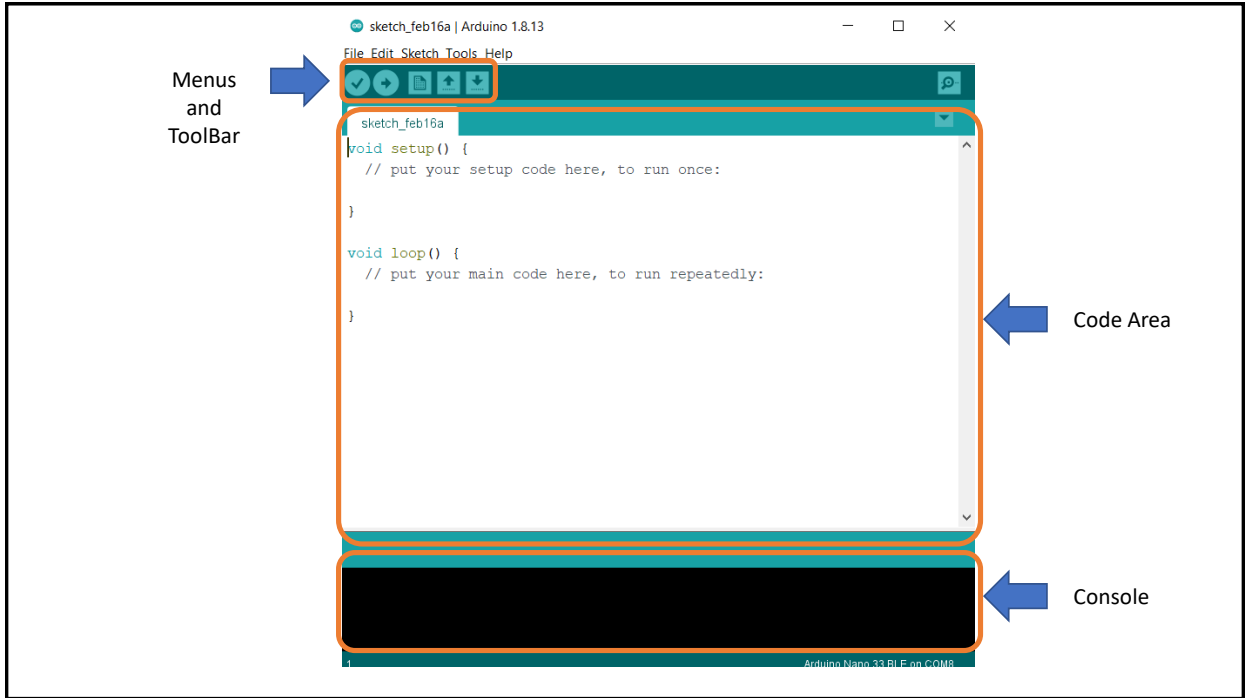 sketch_feb16a | Arduino 1.8.13
File Edit Sketch Tools Help
Menus
and
ToolBar
sketch_feb16a
void setup() {
// put your setup code here, to run once:
}
void loop() {
// put your main code here, to run repeatedly:
}
Code Area
Console
1
Arduino Nano 33 BLE on COM8